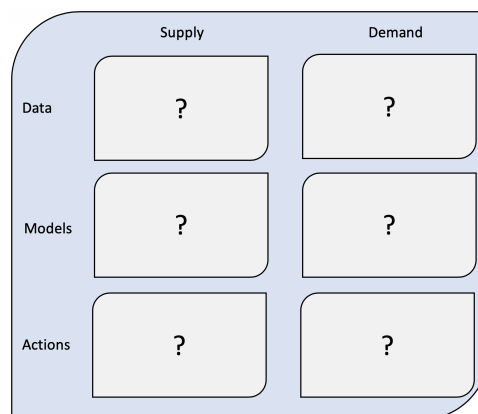 Supply Demand
Data ? ?
Models ? ?
Actions ? ?